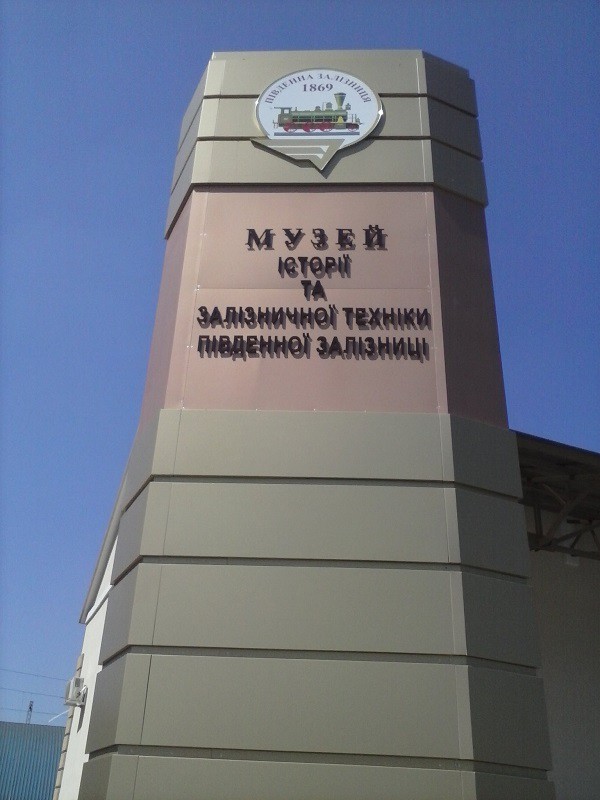 ПІВДЕННА ЗАЛІЗНИЦЯ
1869
МУЗЕЙ
ІСТОРІЇ
ТА
ЗАЛІЗНИЧНОЇ ТЕХНІКИ
ПІВДЕННОЇ ЗАЛІЗНИЦІ